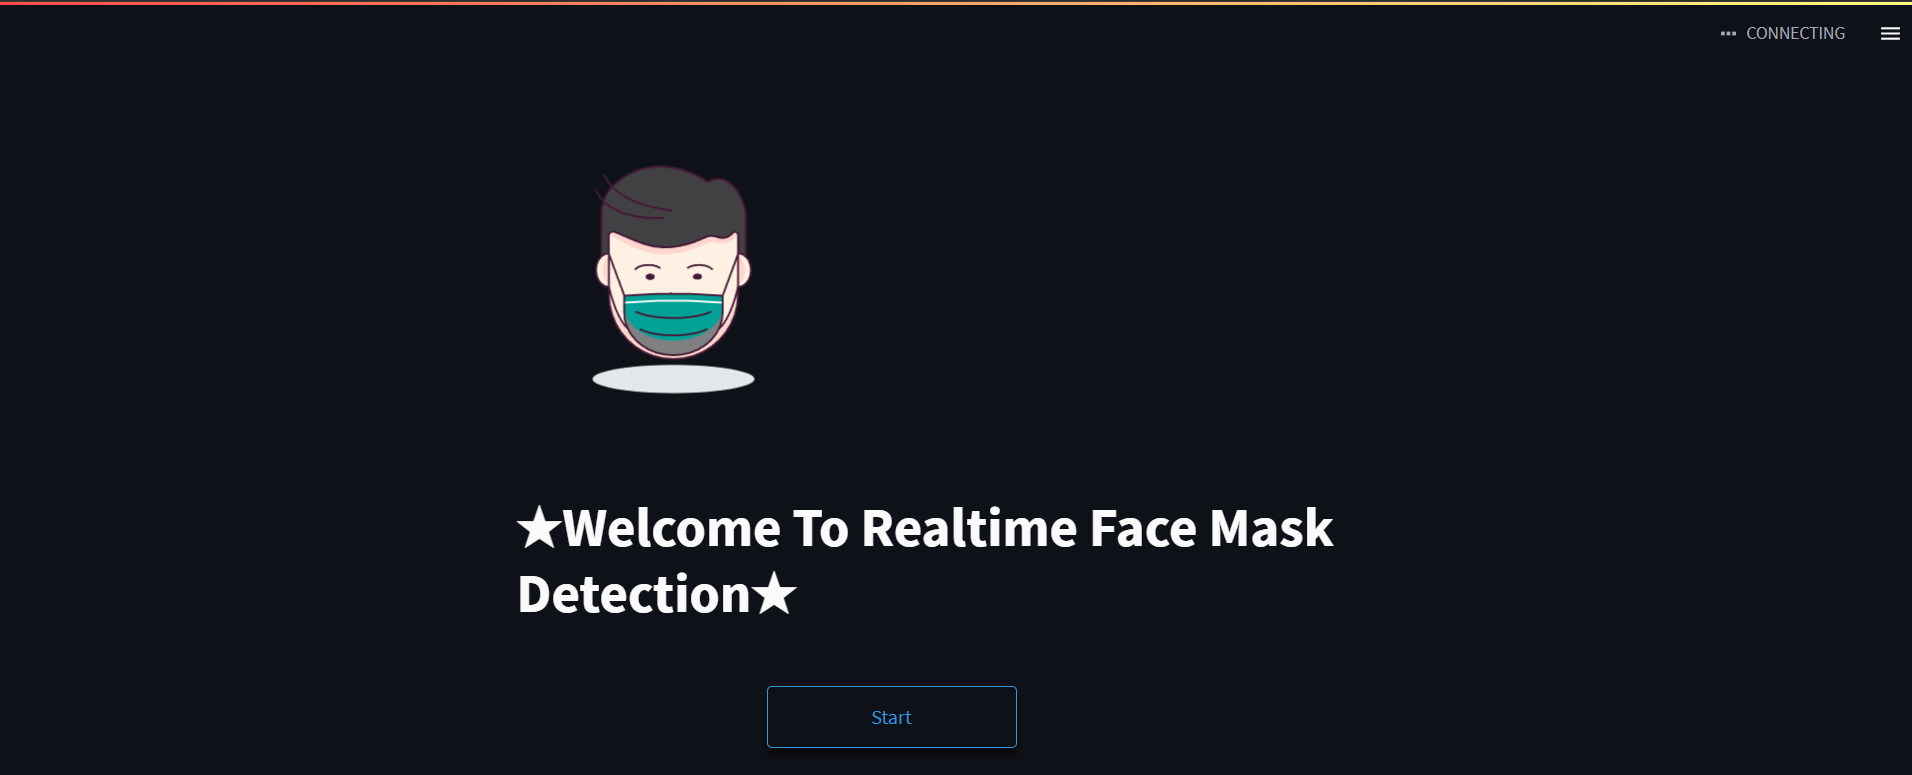 CONNECTING
★Welcome To Realtime Face Mask
Detection★
Start